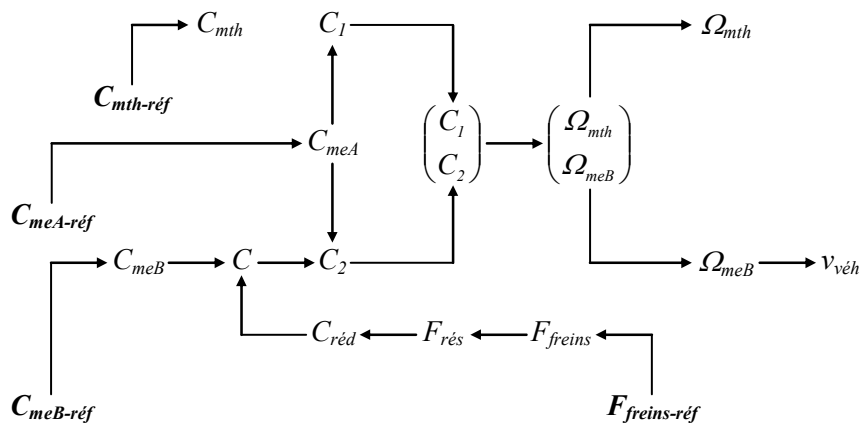 C_mth C_1 Ω_mth
C_mth-réf
C_1 Ω_mth
C_meA
C_2 Ω_meB
C_meA-réf
C_meB C C_2 Ω_meB v_véh
C_réd F_rés F_freins
C_meB-réf F_freins-réf